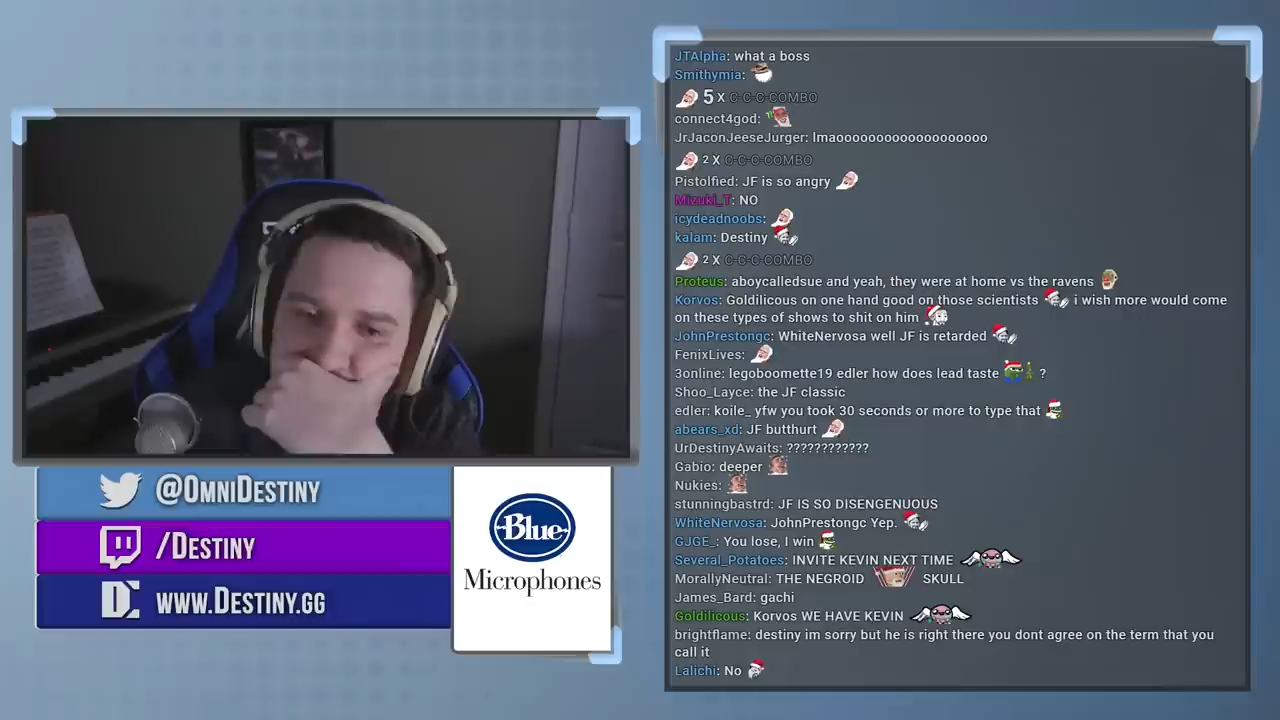 @OmniDestiny
/Destiny
www.Destiny.gg
Blue
Microphones
JTAlpha: what a boss
Smithymia:
5 X C-C-C-COMBO
connect4god:
JrJaconJeeseJurger: lmaooooooooooooooooooo
2 X C-C-C-COMBO
Pistolfied: JF is so angry
Mizuki_T: NO
icydeadnoobs:
kalam: Destiny
2 X C-C-C-COMBO
Proteus: aboycalledsue and yeah, they were at home vs the ravens
Korvos: Goldilicous on one hand good on those scientists i wish more would come
on these types of shows to shit on him
JohnPrestongc: WhiteNervosa well JF is retarded
FenixLives:
3online: legoboomette19 edler how does lead taste ?
Shoo_Layce: the JF classic
edler: koile_ yfw you took 30 seconds or more to type that
abears_xd: JF butthurt
UrDestinyAwaits: ????????????
Gabio: deeper
Nukies:
stunningbastrd: JF IS SO DISENGENUOUS
WhiteNervosa: JohnPrestongc Yep.
GJGE_: You lose, I win
Several_Potatoes: INVITE KEVIN NEXT TIME
MorallyNeutral: THE NEGROID SKULL
James_Bard: gachi
Goldilicous: Korvos WE HAVE KEVIN
brightflame: destiny im sorry but he is right there you dont agree on the term that you
call it
Lalichi: No